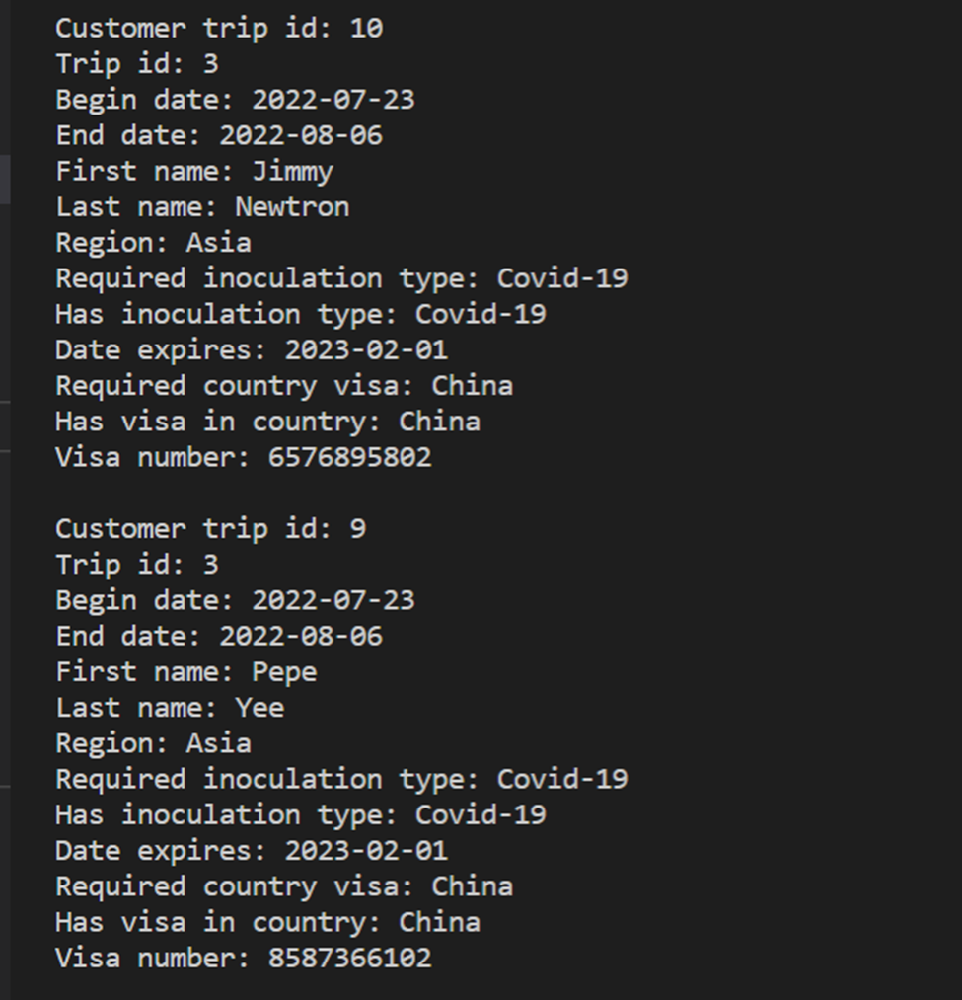 Customer trip id: 10
Trip id: 3
Begin date: 2022-07-23
End date: 2022-08-06
First name: Jimmy
Last name: Newtron
Region: Asia
Required inoculation type: Covid-19
Has inoculation type: Covid-19
Date expires: 2023-02-01
Required country visa: China
Has visa in country: China
Visa number: 6576895802
Customer trip id: 9
Trip id: 3
Begin date: 2022-07-23
End date: 2022-08-06
First name: Pepe
Last name: Yee
Region: Asia
Required inoculation type: Covid-19
Has inoculation type: Covid-19
Date expires: 2023-02-01
Required country visa: China
Has visa in country: China
Visa number: 8587366102